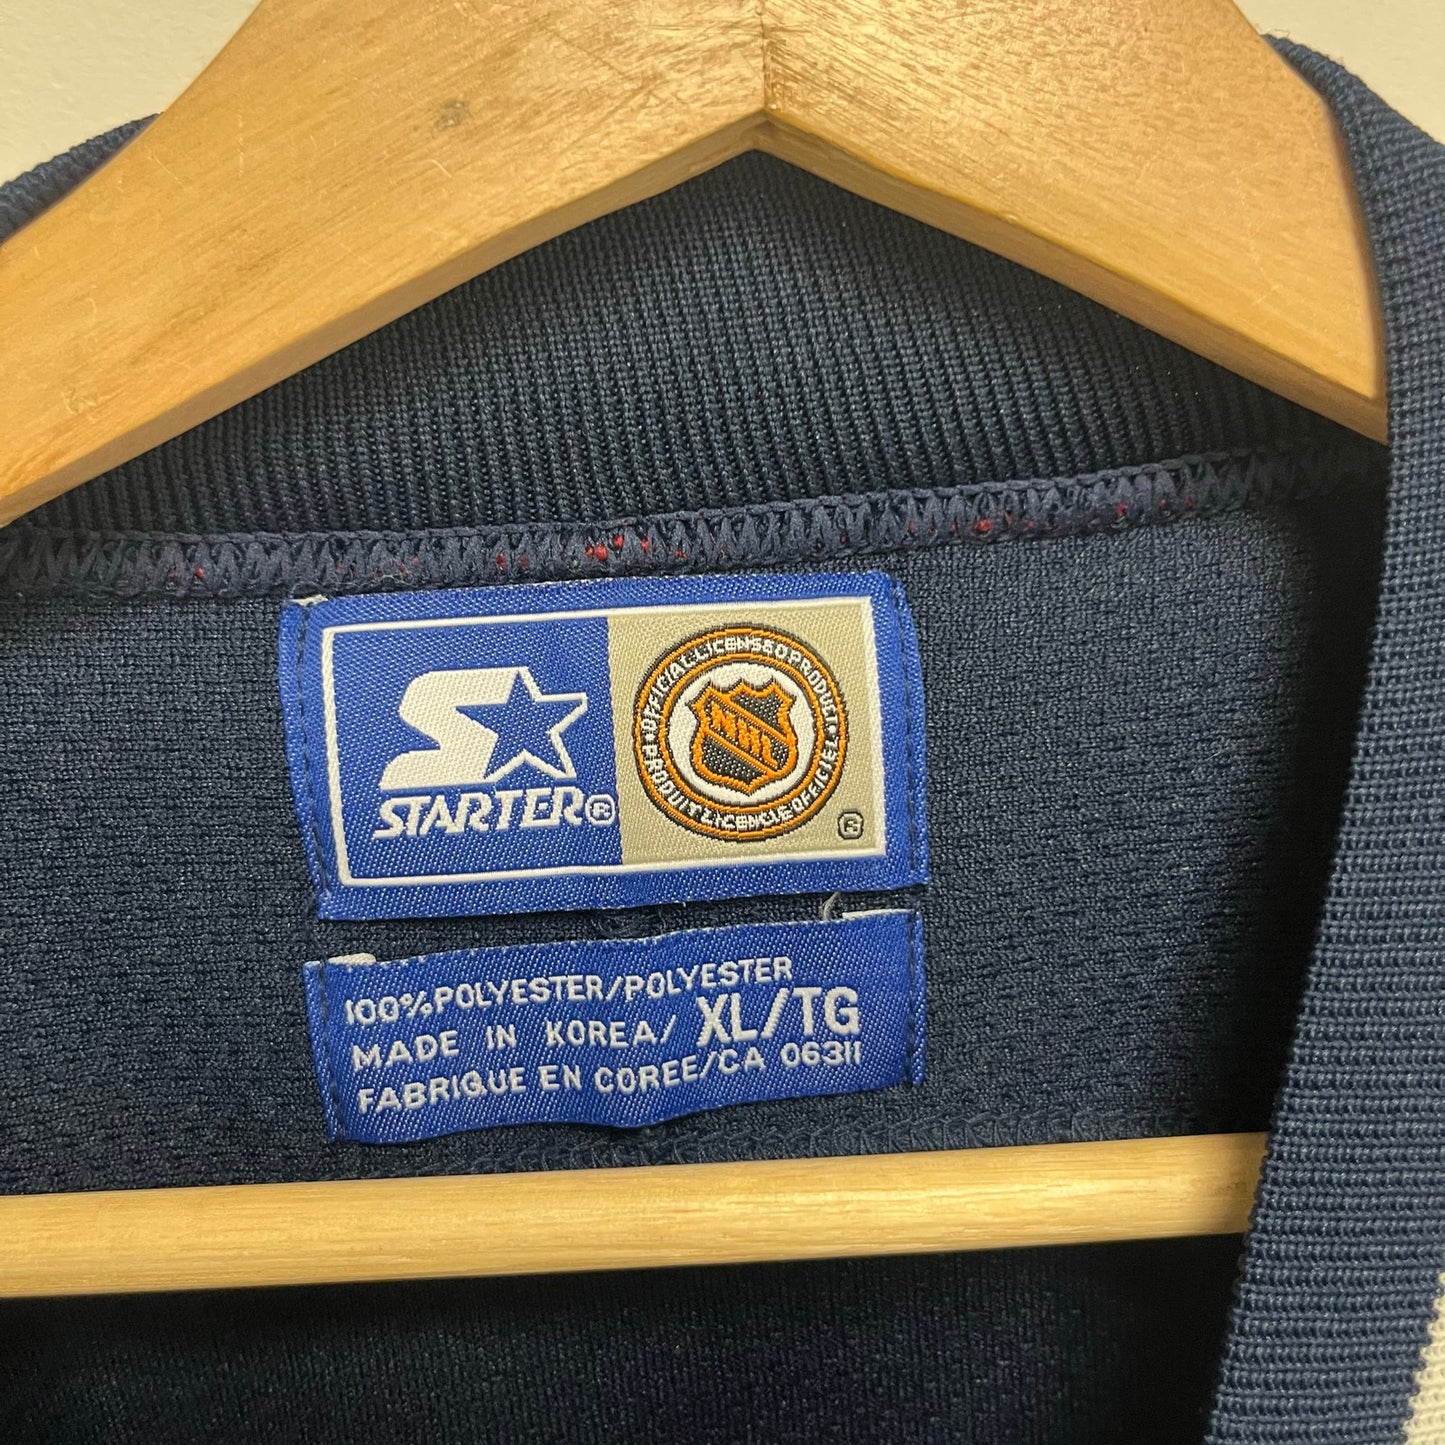 STARTER®
OFFICIAL LICENSED PRODUCT
NHL
PRODUIT LICENCIE OFFICIEL
®
100% POLYESTER/POLYESTER
MADE IN KOREA/ XL/TG
FABRIQUE EN COREE/CA 06311